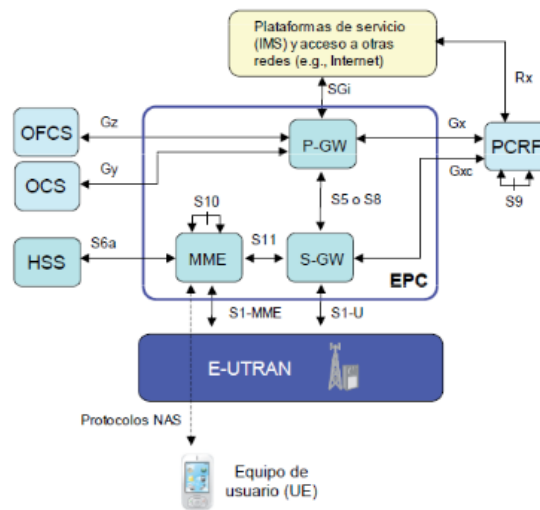 Plataformas de servicio
(IMS) y acceso a otras
redes (e.g., Internet)
SGi
Rx
OFCS
Gz
P-GW
Gx
PCRF
Gy
Gxc
OCS
S9
S10
S5 o S8
S6a
S11
HSS
MME
S-GW
EPC
S1-MME
S1-U
E-UTRAN
Protocolos NAS
Equipo de
usuario (UE)